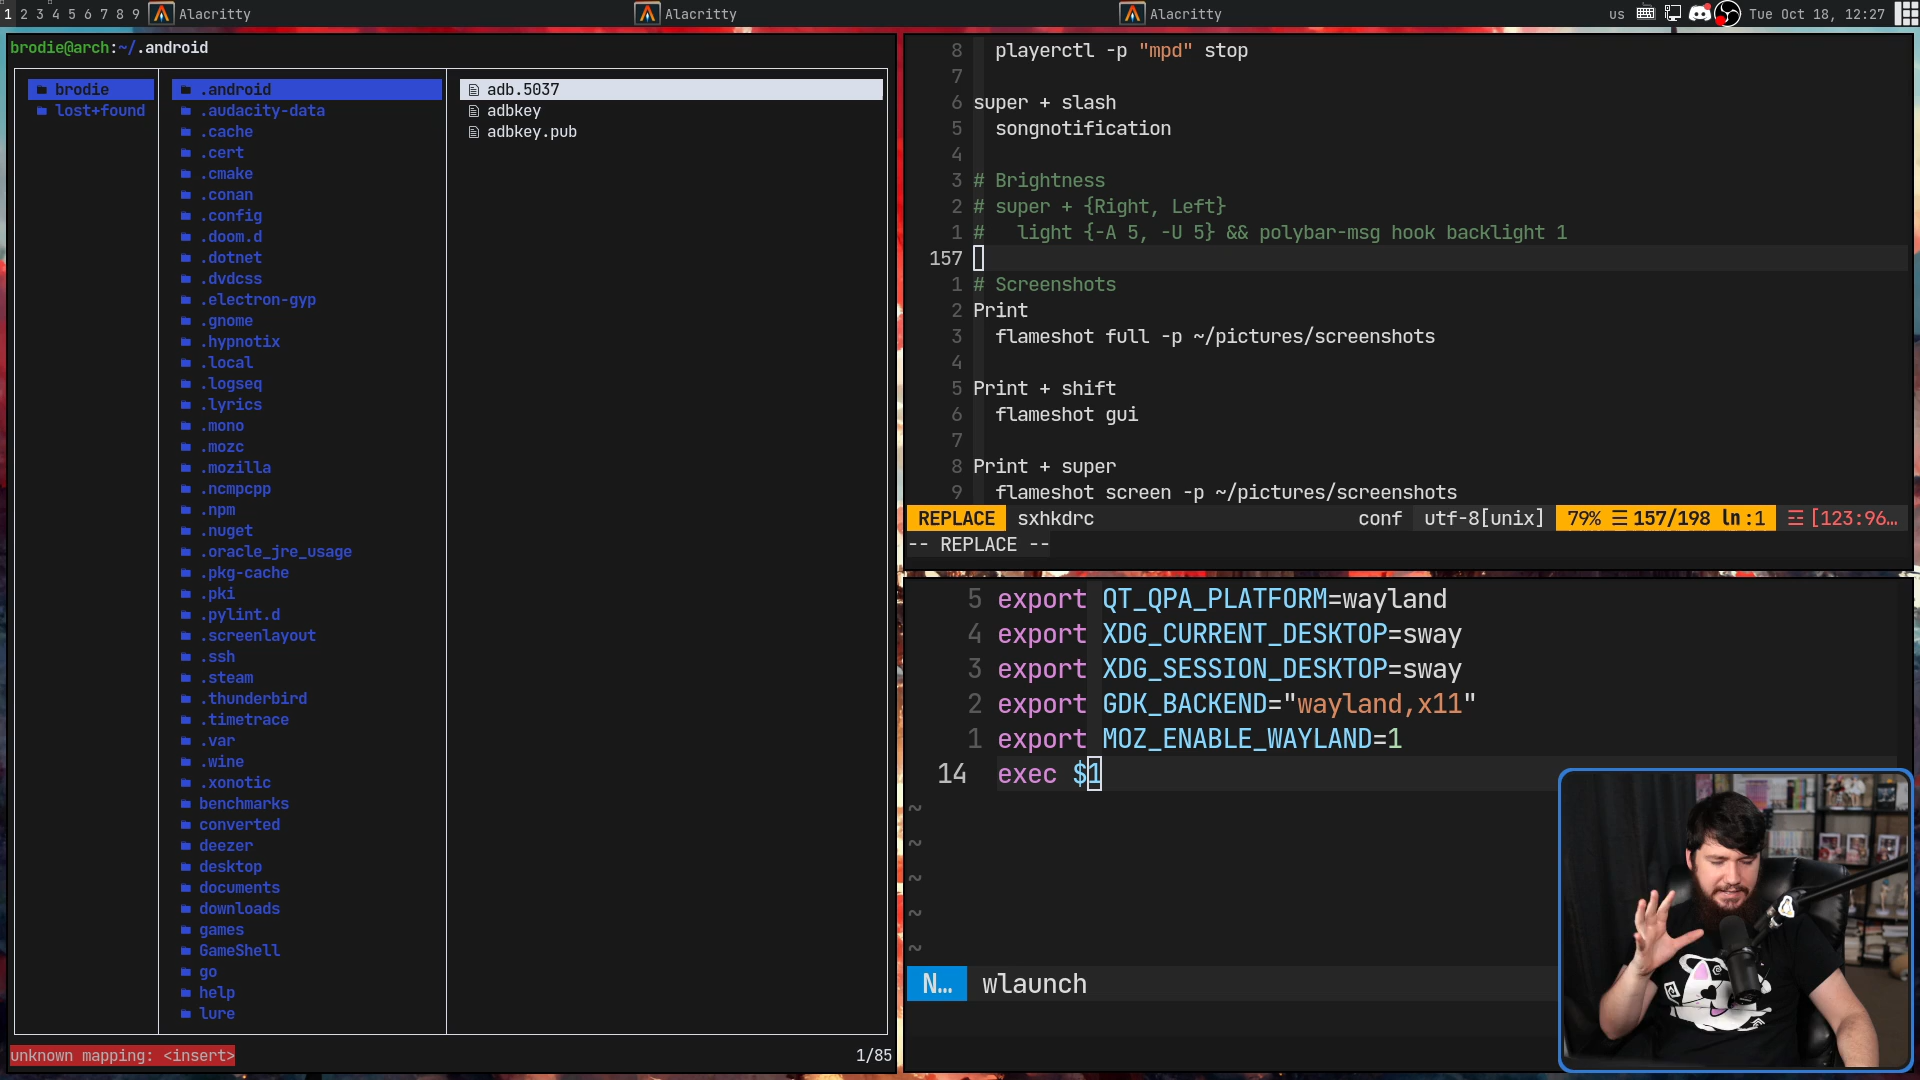 1 2 3 4 5 6 7 8 9 Alacritty Alacritty Alacritty us Tue Oct 18, 12:27
brodie@arch:~/.android
brodie
lost+found
.android
.audacity-data
.cache
.cert
.cmake
.conan
.config
.doom.d
.dotnet
.dvdcss
.electron-gyp
.gnome
.hypnotix
.local
.logseq
.lyrics
.mono
.mozc
.mozilla
.ncmpcpp
.npm
.nuget
.oracle_jre_usage
.pkg-cache
.pki
.pylint.d
.screenlayout
.ssh
.steam
.thunderbird
.timetrace
.var
.wine
.xonotic
benchmarks
converted
deezer
desktop
documents
downloads
games
GameShell
go
help
lure
adb.5037
adbkey
adbkey.pub
unknown mapping: <insert> 1/85
8 playerctl -p "mpd" stop
7
6 super + slash
5 songnotification
4
3 # Brightness
2 # super + {Right, Left}
1 # light {-A 5, -U 5} && polybar-msg hook backlight 1
157
1 # Screenshots
2 Print
3 flameshot full -p ~/pictures/screenshots
4
5 Print + shift
6 flameshot gui
7
8 Print + super
9 flameshot screen -p ~/pictures/screenshots
REPLACE sxhkdrc conf utf-8[unix] 79% ☰ 157/198 ln :1 ☲ [123:96…
-- REPLACE --
5 export QT_QPA_PLATFORM=wayland
4 export XDG_CURRENT_DESKTOP=sway
3 export XDG_SESSION_DESKTOP=sway
2 export GDK_BACKEND="wayland,x11"
1 export MOZ_ENABLE_WAYLAND=1
14 exec $1
~
~
~
~
~
N… wlaunch